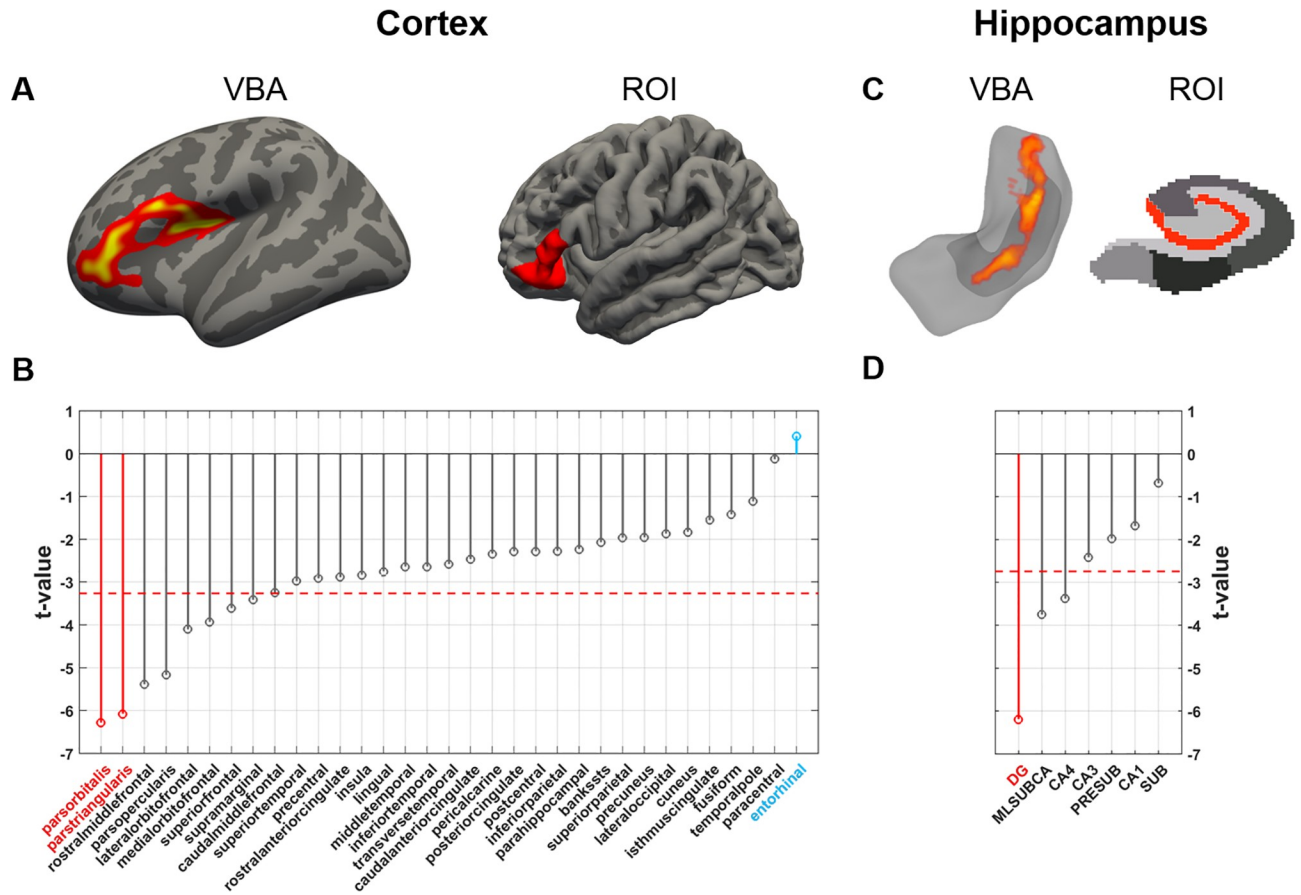 Cortex
Hippocampus
A
VBA
ROI
C
VBA
ROI
B
1
0
-1
-2
-3
-4
-5
-6
-7
t-value
parsorbitalis
parstriangularis
rostralmiddlefrontal
parsopercularis
lateralorbitofrontal
medialorbitofrontal
superiorfrontal
supramarginal
caudalmiddlefrontal
superiortemporal
precentral
rostralanteriorcingulate
insula
lingual
middletemporal
inferiortemporal
transversetemporal
caudalanteriorcingulate
pericalcarine
posteriorcingulate
postcentral
inferiorparietal
parahippocampal
bankssts
superiorparietal
precuneus
lateraloccipital
cuneus
isthmuscingulate
fusiform
temporalpole
paracentral
entorhinal
D
1
0
-1
-2
-3
-4
-5
-6
-7
t-value
DG
MLSUBCA
CA4
CA3
PRESUB
CA1
SUB